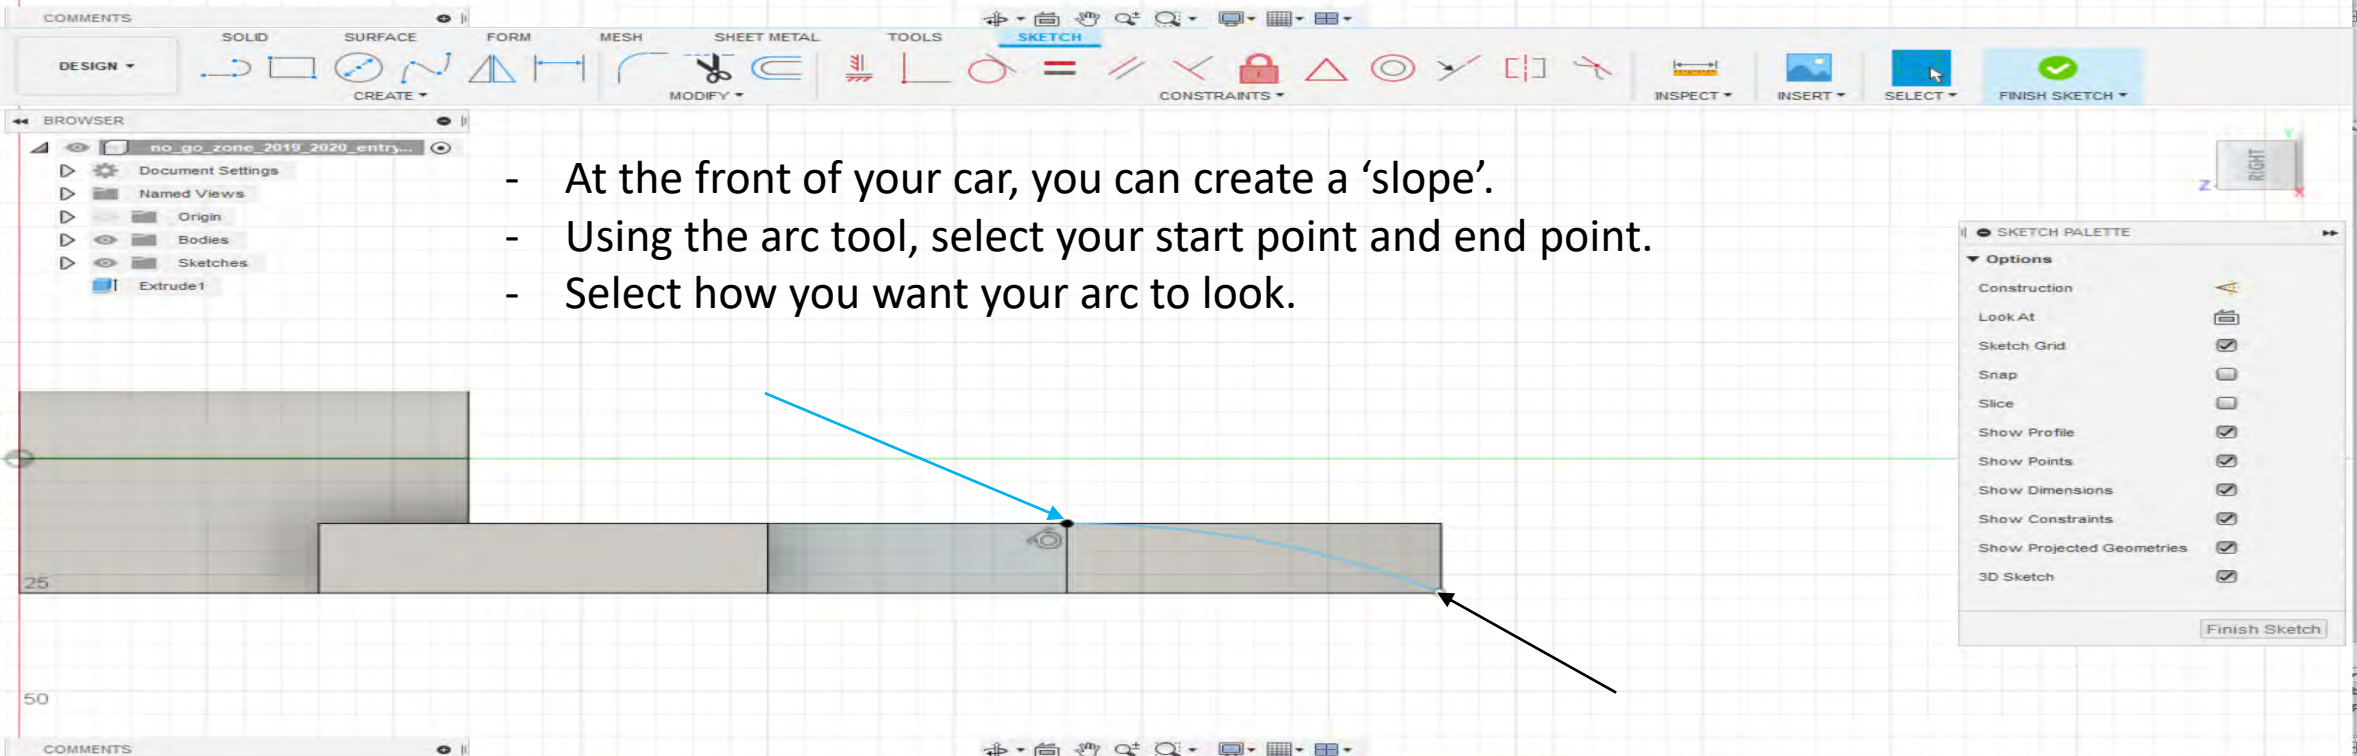 COMMENTS
SOLID SURFACE FORM MESH SHEET METAL TOOLS SKETCH
DESIGN
CREATE MODIFY CONSTRAINTS INSPECT INSERT SELECT FINISH SKETCH
BROWSER
no_go_zone_2019_2020_entry...
Document Settings
Named Views
Origin
Bodies
Sketches
Extrude1
- At the front of your car, you can create a ‘slope’.
- Using the arc tool, select your start point and end point.
- Select how you want your arc to look.
Y
RIGHT
Z
X
SKETCH PALETTE
Options
Construction
Look At
Sketch Grid
Snap
Slice
Show Profile
Show Points
Show Dimensions
Show Constraints
Show Projected Geometries
3D Sketch
Finish Sketch
25
50
COMMENTS